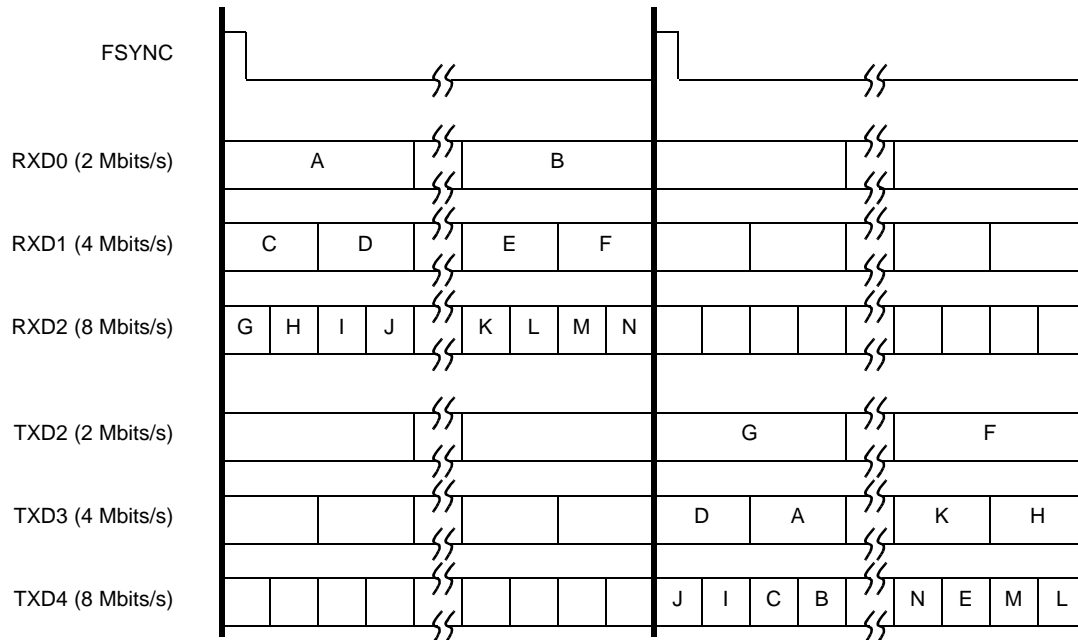 FSYNC
RXD0 (2 Mbits/s) A B
RXD1 (4 Mbits/s) C D E F
RXD2 (8 Mbits/s) G H I J K L M N
TXD2 (2 Mbits/s) G F
TXD3 (4 Mbits/s) D A K H
TXD4 (8 Mbits/s) J I C B N E M L